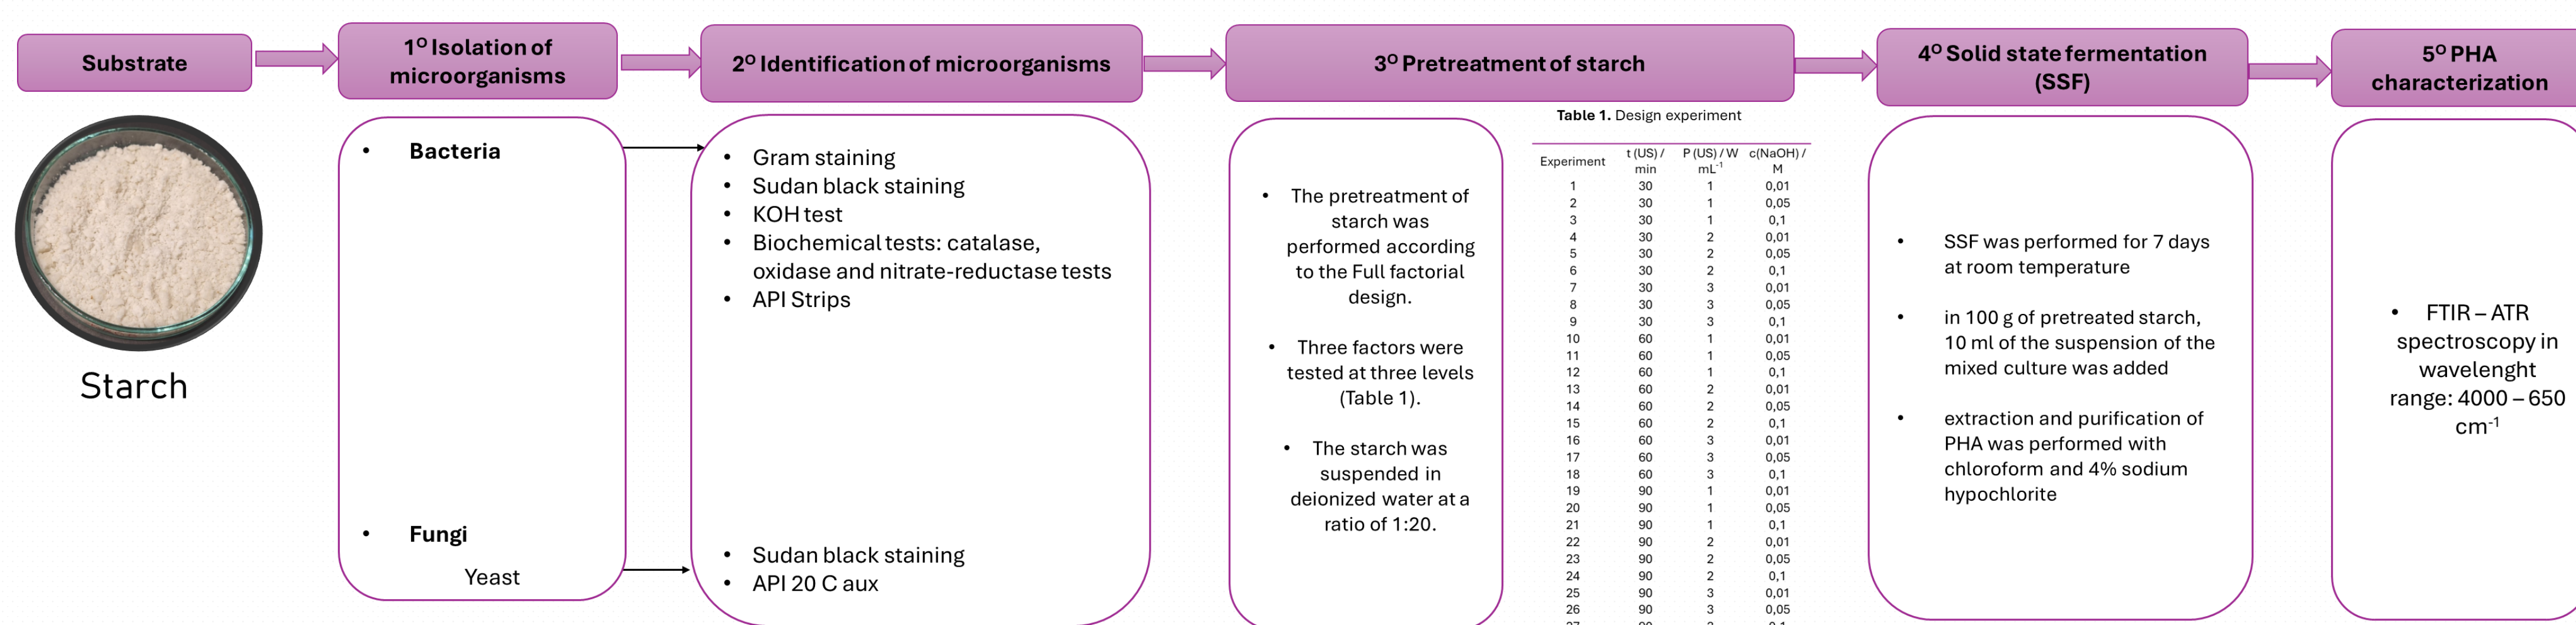 Substrate
Starch
1º Isolation of
microorganisms
• Bacteria
• Fungi
Yeast
2º Identification of microorganisms
• Gram staining
• Sudan black staining
• KOH test
• Biochemical tests: catalase,
oxidase and nitrate-reductase tests
• API Strips
• Sudan black staining
• API 20 C aux
3º Pretreatment of starch
• The pretreatment of
starch was
performed according
to the Full factorial
design.
• Three factors were
tested at three levels
(Table 1).
• The starch was
suspended in
deionized water at a
ratio of 1:20.
Table 1. Design experiment
Experiment t (US) / min P (US) / W mL⁻¹ c(NaOH) / M
1 30 1 0,01
2 30 1 0,05
3 30 1 0,1
4 30 2 0,01
5 30 2 0,05
6 30 2 0,1
7 30 3 0,01
8 30 3 0,05
9 30 3 0,1
10 60 1 0,01
11 60 1 0,05
12 60 1 0,1
13 60 2 0,01
14 60 2 0,05
15 60 2 0,1
16 60 3 0,01
17 60 3 0,05
18 60 3 0,1
19 90 1 0,01
20 90 1 0,05
21 90 1 0,1
22 90 2 0,01
23 90 2 0,05
24 90 2 0,1
25 90 3 0,01
26 90 3 0,05
4º Solid state fermentation
(SSF)
• SSF was performed for 7 days
at room temperature
• in 100 g of pretreated starch,
10 ml of the suspension of the
mixed culture was added
• extraction and purification of
PHA was performed with
chloroform and 4% sodium
hypochlorite
5º PHA
characterization
• FTIR – ATR
spectroscopy in
wavelenght
range: 4000 – 650
cm⁻¹